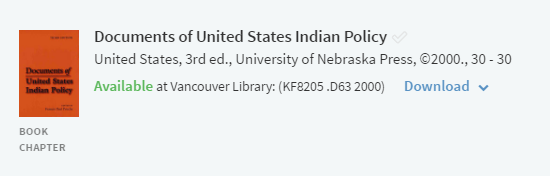 Documents of United States Indian Policy
United States, 3rd ed., University of Nebraska Press, ©2000., 30 - 30
Available at Vancouver Library: (KF8205 .D63 2000) Download
Documents of
United States
Indian Policy
BOOK
CHAPTER